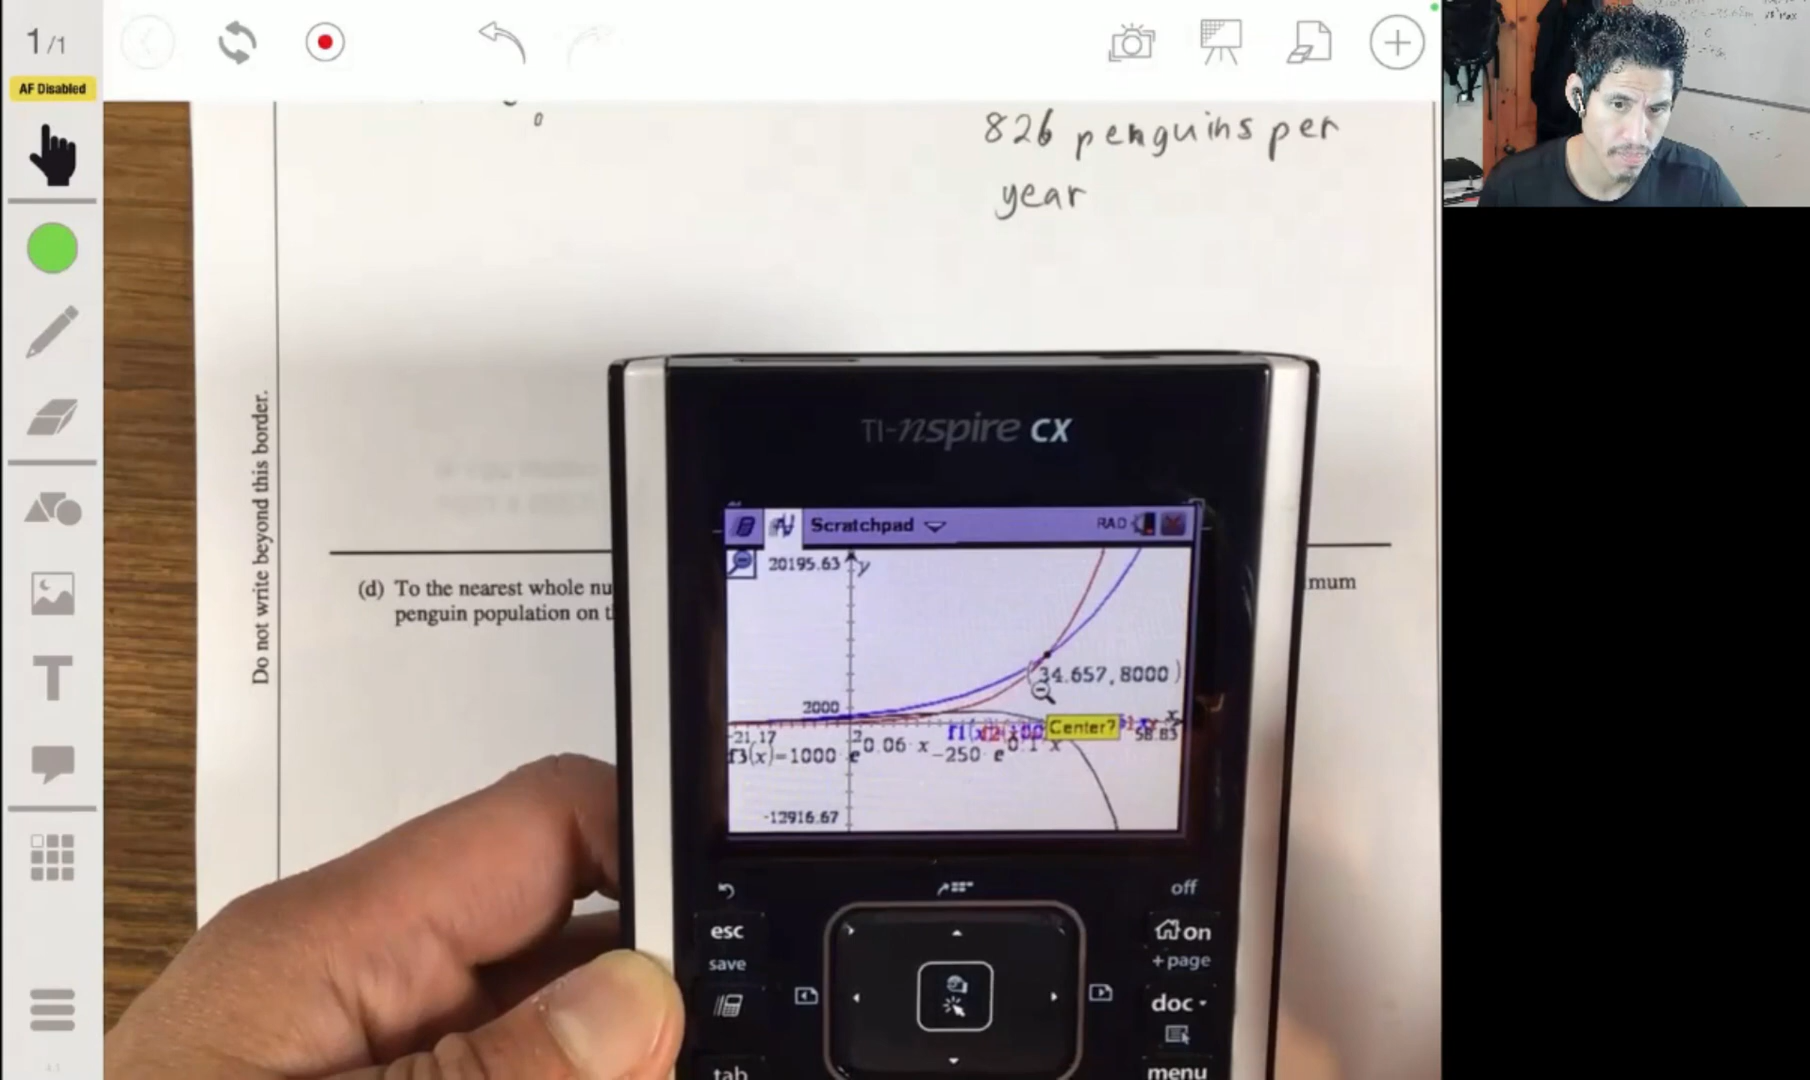 1/1
AF Disabled
826 penguins per
year
Do not write beyond this border.
TI-nspire CX
Scratchpad
RAD
20195.63
y
(34.657,8000)
2000
Center?
x
-21.17
2
58.83
f3(x)=1000·e^0.06·x-250·e^0.1·x
-12916.67
(d) To the nearest whole
mum
penguin population on
esc
off
save
on
+page
doc
tab
menu
T